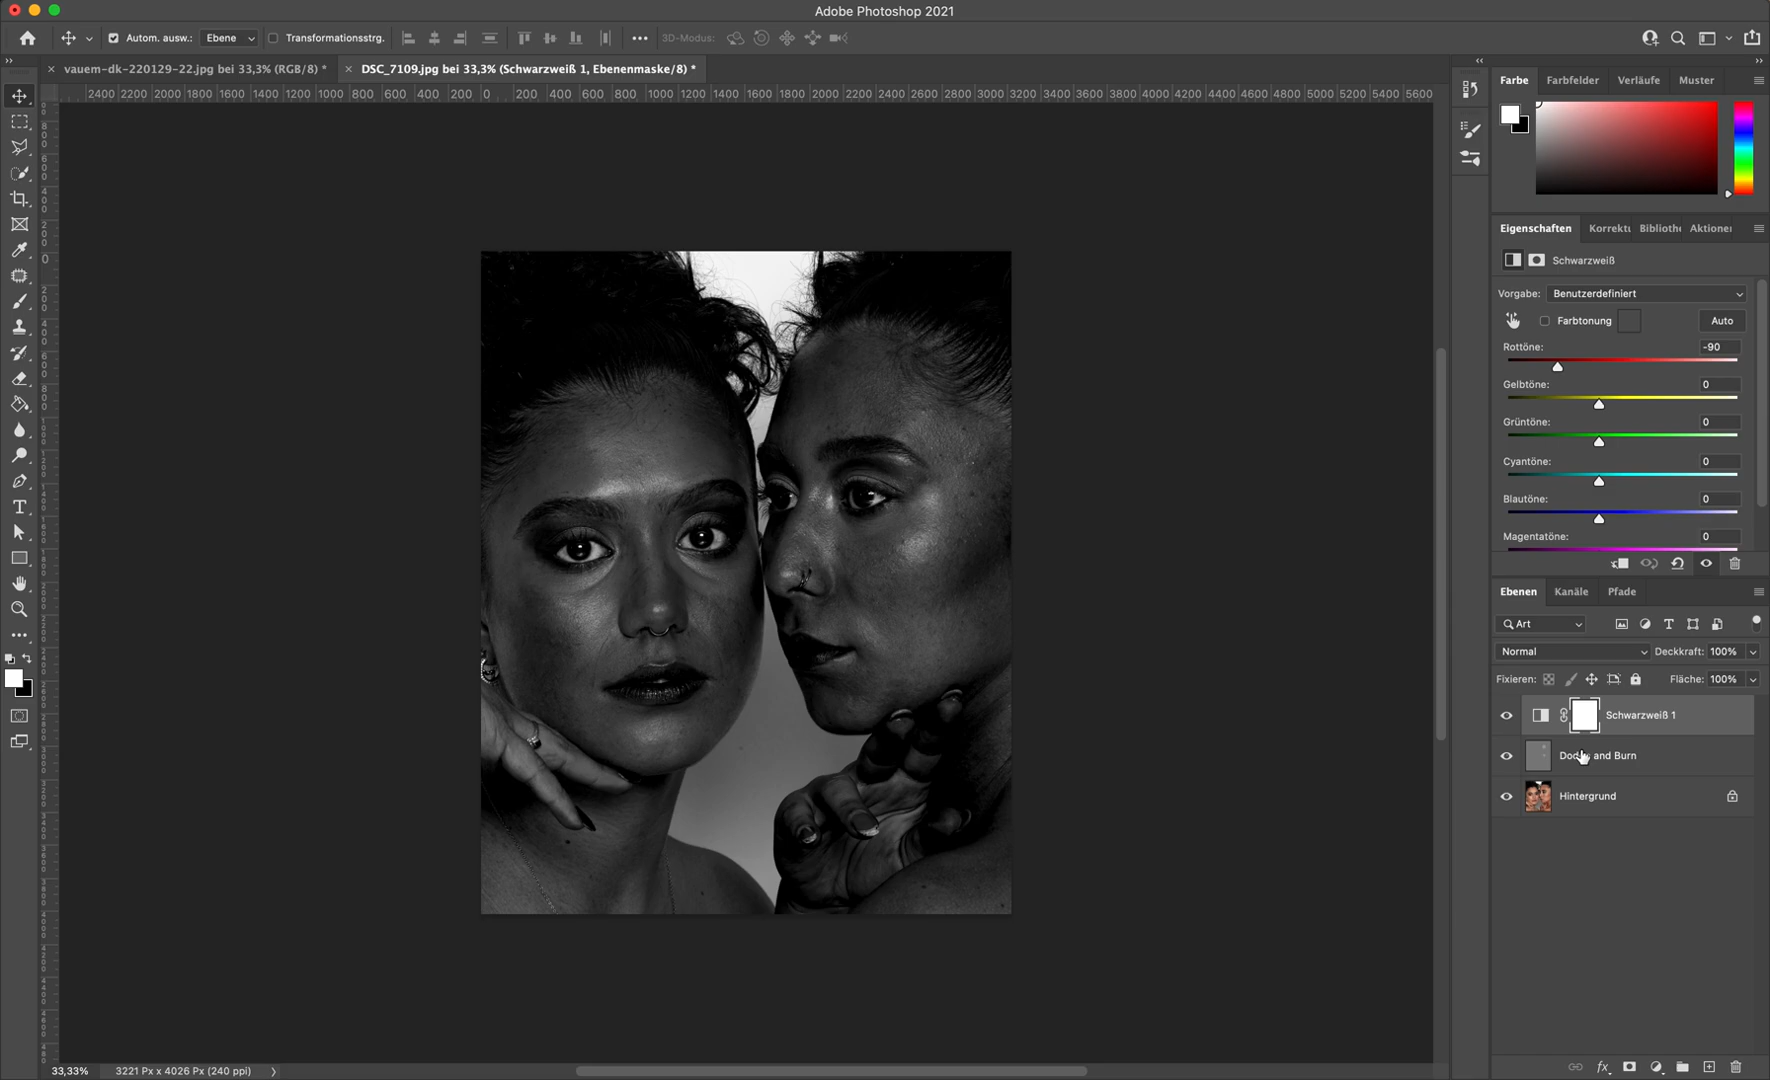 Adobe Photoshop 2021
Autom. ausw.: Ebene Transformationsstrg. 3D-Modus:
vauem-dk-220129-22.jpg bei 33,3% (RGB/8) * DSC_7109.jpg bei 33,3% (Schwarzweiß 1, Ebenenmaske/8) *
2400 2200 2000 1800 1600 1400 1200 1000 800 600 400 200 0 200 400 600 800 1000 1200 1400 1600 1800 2000 2200 2400 2600 2800 3000 3200 3400 3600 3800 4000 4200 4400 4600 4800 5000 5200 5400 5600
Farbe Farbfelder Verläufe Muster
Eigenschaften Korrektu Biblioth Aktione
Schwarzweiß
Vorgabe: Benutzerdefiniert
Farbtonung Auto
Rottöne: -90
Gelbtöne: 0
Grüntöne: 0
Cyantöne: 0
Blautöne: 0
Magentatöne: 0
Ebenen Kanäle Pfade
Art
Normal Deckkraft: 100%
Fixieren: Fläche: 100%
Schwarzweiß 1
and Burn
Hintergrund
fx
33,33% 3221 Px x 4026 Px (240 ppi)